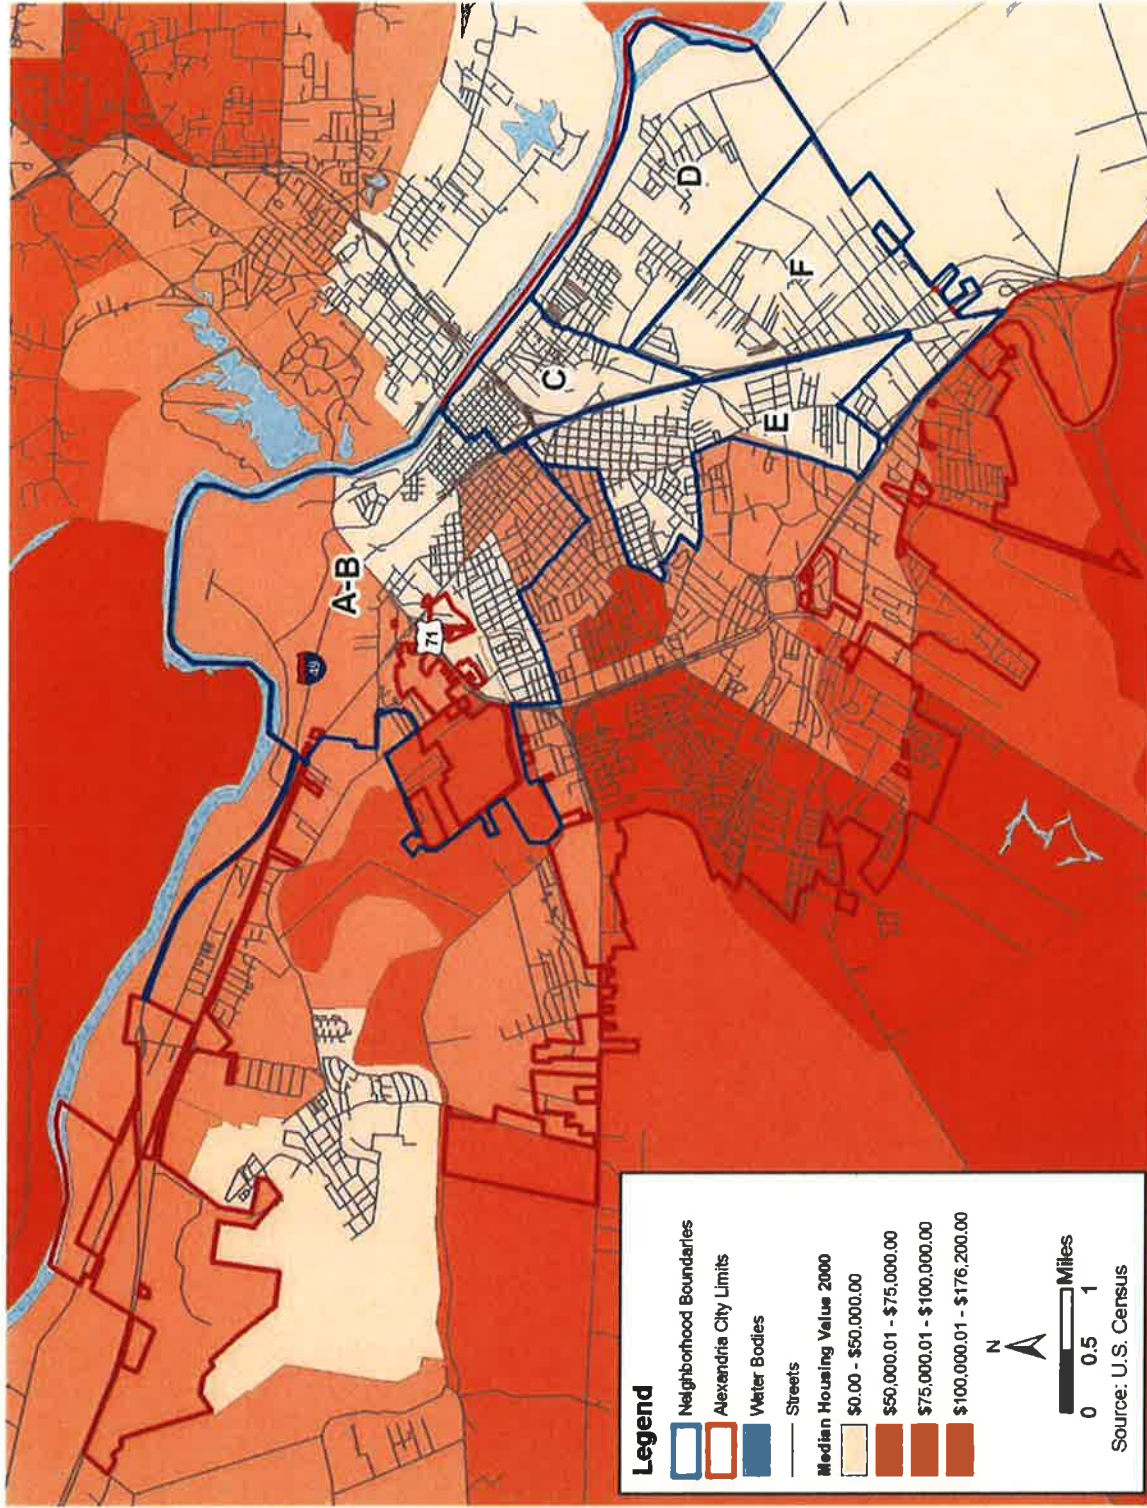 A-B
49
71
C
D
E
F
Legend
Neighborhood Boundaries
Alexandria City Limits
Water Bodies
Streets
Median Housing Value 2000
$0.00 - $50,000.00
$50,000.01 - $75,000.00
$75,000.01 - $100,000.00
$100,000.01 - $176,200.00
N
Miles
0 0.5 1
Source: U.S. Census